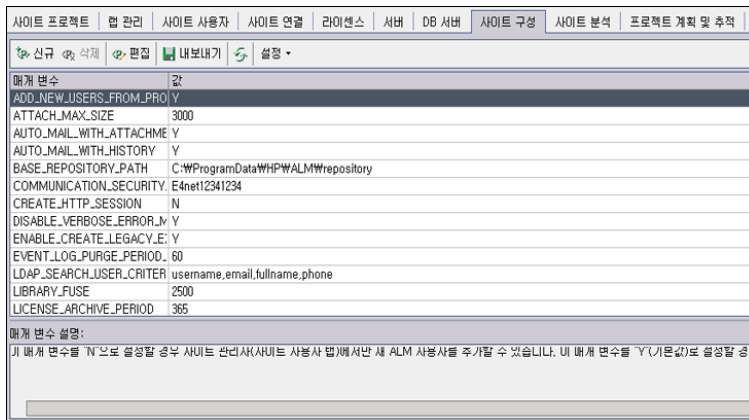 사이트 프로젝트 랩 관리 사이트 사용자 사이트 연결 라이센스 서버 DB 서버 사이트 구성 사이트 분석 프로젝트 계획 및 추적
신규 삭제 편집 내보내기 설정
매개 변수 값
ADD_NEW_USERS_FROM_PRO Y
ATTACH_MAX_SIZE 3000
AUTO_MAIL_WITH_ATTACHME Y
AUTO_MAIL_WITH_HISTORY Y
BASE_REPOSITORY_PATH C:₩ProgramData₩HP₩ALM₩repository
COMMUNICATION_SECURITY_ E4net12341234
CREATE_HTTP_SESSION N
DISABLE_VERBOSE_ERROR_M Y
ENABLE_CREATE_LEGACY_E Y
EVENT_LOG_PURGE_PERIOD_ 60
LDAP_SEARCH_USER_CRITER username,email,fullname,phone
LIBRARY_FUSE 2500
LICENSE_ARCHIVE_PERIOD 365
매개 변수 설명:
이 매개 변수를 "N"으로 설정할 경우 사이트 관리자(사이트 사용자 탭)에서만 새 ALM 사용자를 추가할 수 있습니다. 이 매개 변수를 "Y"(기본값)로 설정할 경